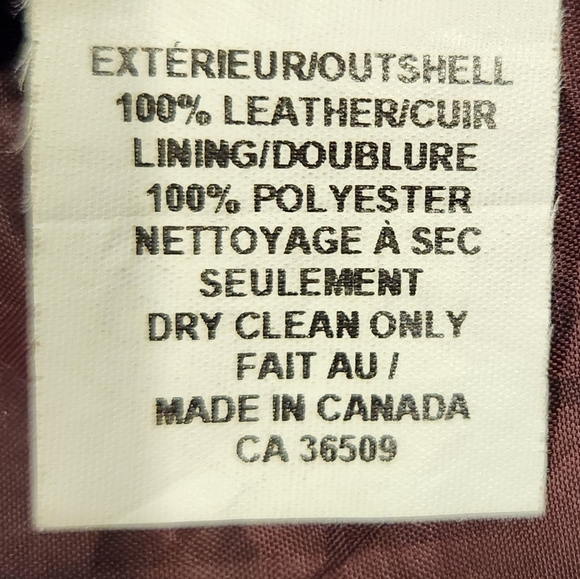 EXTÉRIEUR/OUTSHELL
100% LEATHER/CUIR
LINING/DOUBLURE
100% POLYESTER
NETTOYAGE À SEC
SEULEMENT
DRY CLEAN ONLY
FAIT AU /
MADE IN CANADA
CA 36509